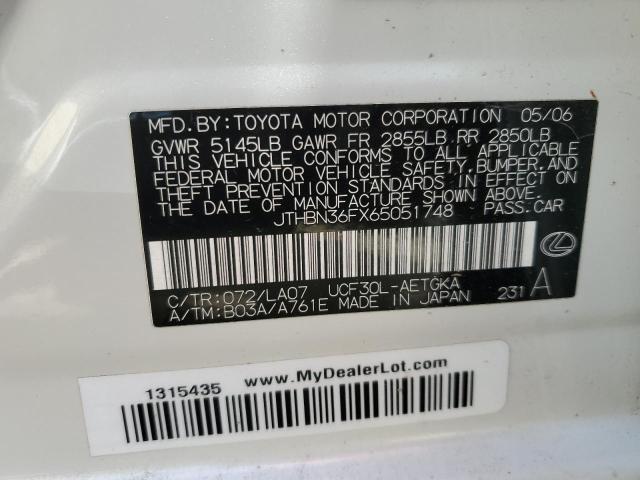 MFD. BY: TOYOTA MOTOR CORPORATION 05/06
GVWR 5145LB GAWR FR 2855LB RR 2850LB
THIS VEHICLE CONFORMS TO ALL APPLICABLE
FEDERAL MOTOR VEHICLE SAFETY, BUMPER, AND
THEFT PREVENTION STANDARDS IN EFFECT ON
THE DATE OF MANUFACTURE SHOWN ABOVE.
JTHBN36FX65051748 PASS. CAR
C/TR: 072/LA07 UCF30L-AETGKA
A/TM: B03A/A761E MADE IN JAPAN 231 A
1315435 www.MyDealerLot.com